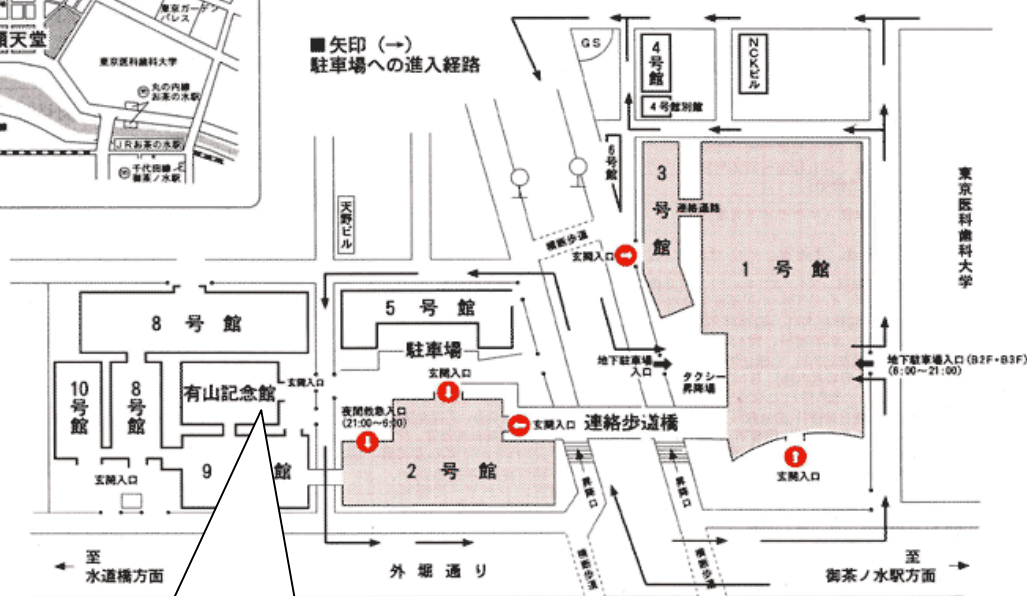 東京ガーデン
パレス
順天堂
東京医科歯科大学
丸の内線
お茶の水駅
JRお茶の水駅
千代田線
御茶ノ水駅
■矢印（→）
駐車場への進入経路
GS
4号館
4号館別館
NCKビル
6号館
3号館
連絡通路
1号館
東京医科歯科大学
天野ビル
横断歩道
玄関入口
8号館
5号館
駐車場
地下駐車場
入口
タクシー
昇降場
地下駐車場入口(B2F・B3F)
(6:00～21:00)
10号館
8号館
有山記念館
玄関入口
玄関入口
夜間救急入口
(21:00～6:00)
玄関入口
連絡歩道橋
9 館
2号館
玄関入口
玄関入口
昇降口
昇降口
至
水道橋方面
外堀通り
横断歩道
横断歩道
至
御茶ノ水駅方面